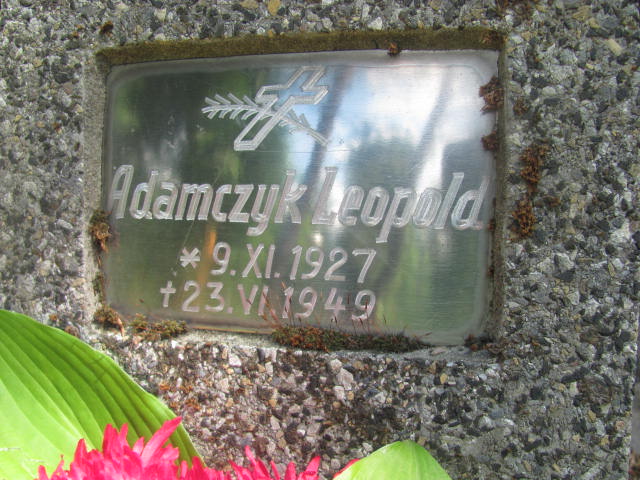 Adamczyk Leopold
* 9.XI.1927
† 23.VI.1949